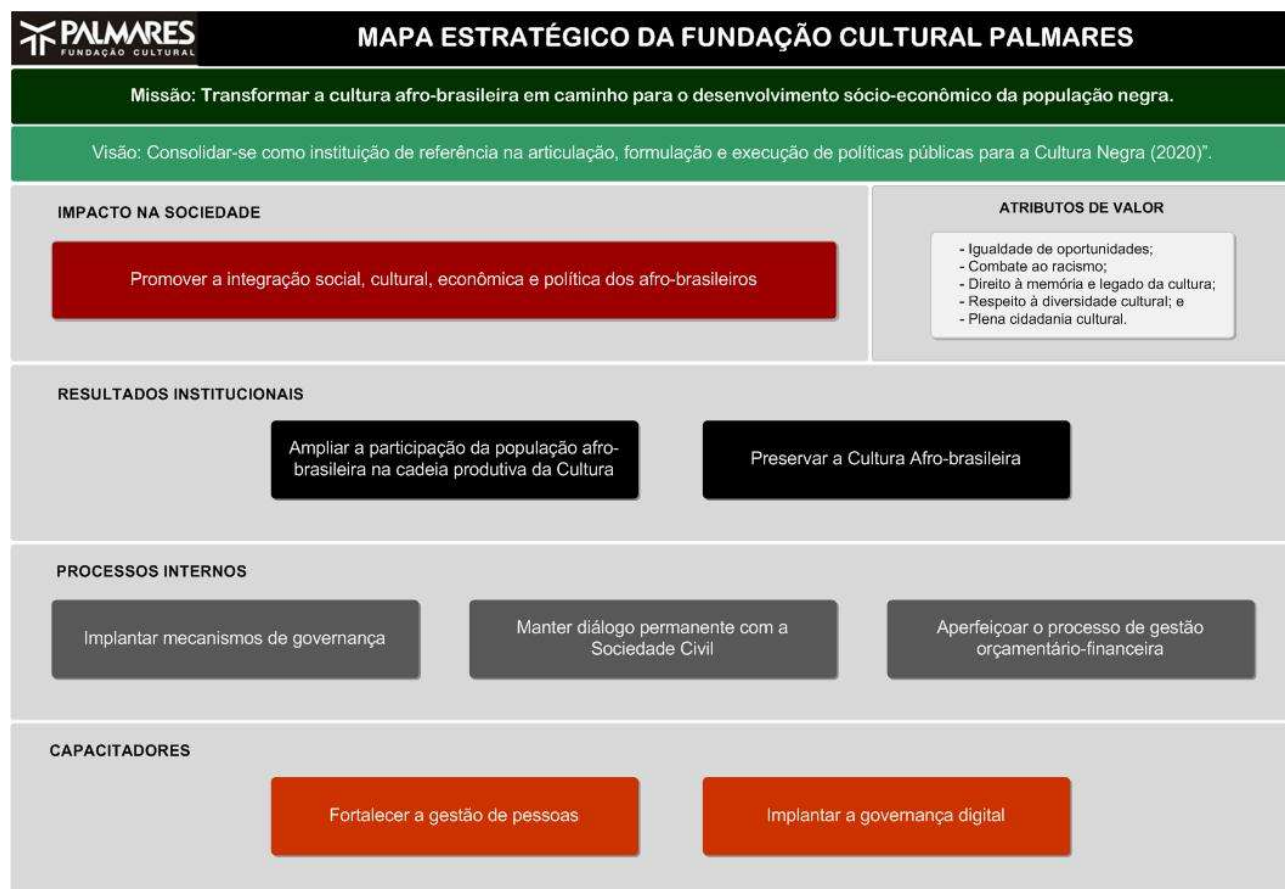 PALMARES
FUNDAÇÃO CULTURAL
MAPA ESTRATÉGICO DA FUNDAÇÃO CULTURAL PALMARES
Missão: Transformar a cultura afro-brasileira em caminho para o desenvolvimento sócio-econômico da população negra.
Visão: Consolidar-se como instituição de referência na articulação, formulação e execução de políticas públicas para a Cultura Negra (2020)”.
IMPACTO NA SOCIEDADE
Promover a integração social, cultural, econômica e política dos afro-brasileiros
ATRIBUTOS DE VALOR
- Igualdade de oportunidades;
- Combate ao racismo;
- Direito à memória e legado da cultura;
- Respeito à diversidade cultural; e
- Plena cidadania cultural.
RESULTADOS INSTITUCIONAIS
Ampliar a participação da população afro-
brasileira na cadeia produtiva da Cultura
Preservar a Cultura Afro-brasileira
PROCESSOS INTERNOS
Implantar mecanismos de governança
Manter diálogo permanente com a
Sociedade Civil
Aperfeiçoar o processo de gestão
orçamentário-financeira
CAPACITADORES
Fortalecer a gestão de pessoas
Implantar a governança digital